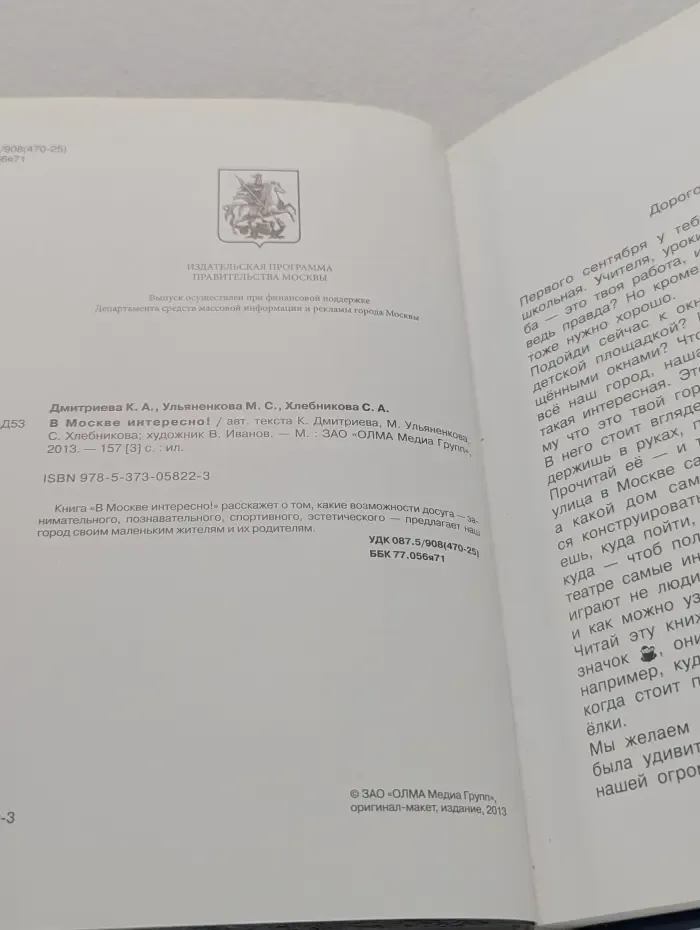 /908(470-25)
6я71
ИЗДАТЕЛЬСКАЯ ПРОГРАММА
ПРАВИТЕЛЬСТВА МОСКВЫ
Выпуск осуществлен при финансовой поддержке
Департамента средств массовой информации и рекламы города Москвы
Дмитриева К. А., Ульяненкова М. С., Хлебникова С. А.
Д53 В Москве интересно! / авт. текста К. Дмитриева, М. Ульяненкова,
С. Хлебникова; художник В. Иванов. — М. : ЗАО «ОЛМА Медиа Групп»,
2013. — 157 [3] с. : ил.
ISBN 978-5-373-05822-3
Книга «В Москве интересно!» расскажет о том, какие возможности досуга — за-
нимательного, познавательного, спортивного, эстетического — предлагает наш
город своим маленьким жителям и их родителям.
УДК 087.5/908(470-25)
ББК 77.056я71
© ЗАО «ОЛМА Медиа Групп»,
оригинал-макет, издание, 2013
-3
Дорого
Первого сентября у теб
школьная. Учителя, уроки
ба — это твоя работа, и
ведь правда? Но кроме
тоже нужно хорошо.
Подойди сейчас к окн
детской площадкой?
щёнными окнами? Что
всё наш город, наша
такая интересная. Это
му что это твой гор
В него стоит вгляде
держишь в руках, п
Прочитай её — и т
улица в Москве са
а какой дом сам
ся конструировать
ешь, куда пойти,
куда — чтоб пол
театре самые ин
играют не люди
и как можно уз
Читай эту книж
значок , они
например, куд
когда стоит п
ёлки.
Мы желаем
была удивит
нашей огром